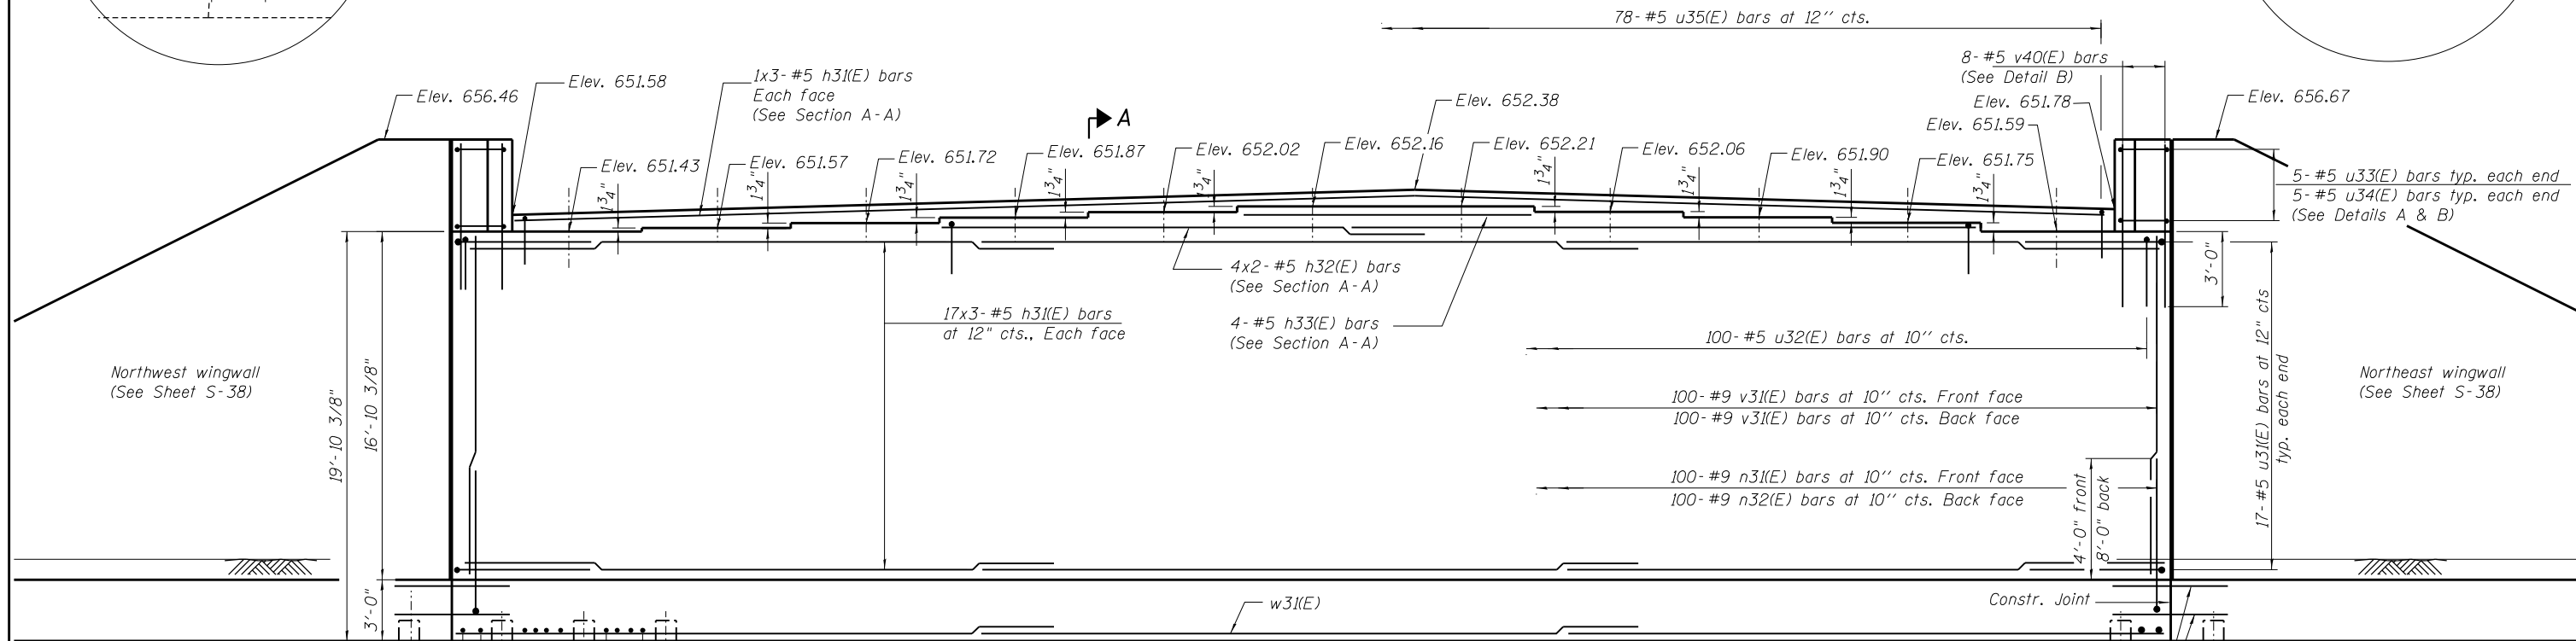 78-#5 u35(E) bars at 12'' cts.
8-#5 v40(E) bars
(See Detail B)
Elev. 656.46
Elev. 651.58
1x3-#5 h31(E) bars
Each face
(See Section A-A)
A
Elev. 652.38
Elev. 651.78
Elev. 656.67
Elev. 651.59
Elev. 651.43
Elev. 651.57
Elev. 651.72
Elev. 651.87
Elev. 652.02
Elev. 652.16
Elev. 652.21
Elev. 652.06
Elev. 651.90
Elev. 651.75
1 3/4"
1 3/4"
1 3/4"
1 3/4"
1 3/4"
1 3/4"
1 3/4"
1 3/4"
1 3/4"
5-#5 u33(E) bars typ. each end
5-#5 u34(E) bars typ. each end
(See Details A & B)
3'-0"
4x2-#5 h32(E) bars
(See Section A-A)
17x3-#5 h31(E) bars
at 12" cts., Each face
4-#5 h33(E) bars
(See Section A-A)
100-#5 u32(E) bars at 10'' cts.
Northwest wingwall
(See Sheet S-38)
Northeast wingwall
(See Sheet S-38)
19'-10 3/8"
16'-10 3/8"
100-#9 v31(E) bars at 10'' cts. Front face
100-#9 v31(E) bars at 10'' cts. Back face
17-#5 u31(E) bars at 12" cts
typ. each end
100-#9 n31(E) bars at 10'' cts. Front face
100-#9 n32(E) bars at 10'' cts. Back face
4'-0" front
8'-0" back
3'-0"
w31(E)
Constr. Joint